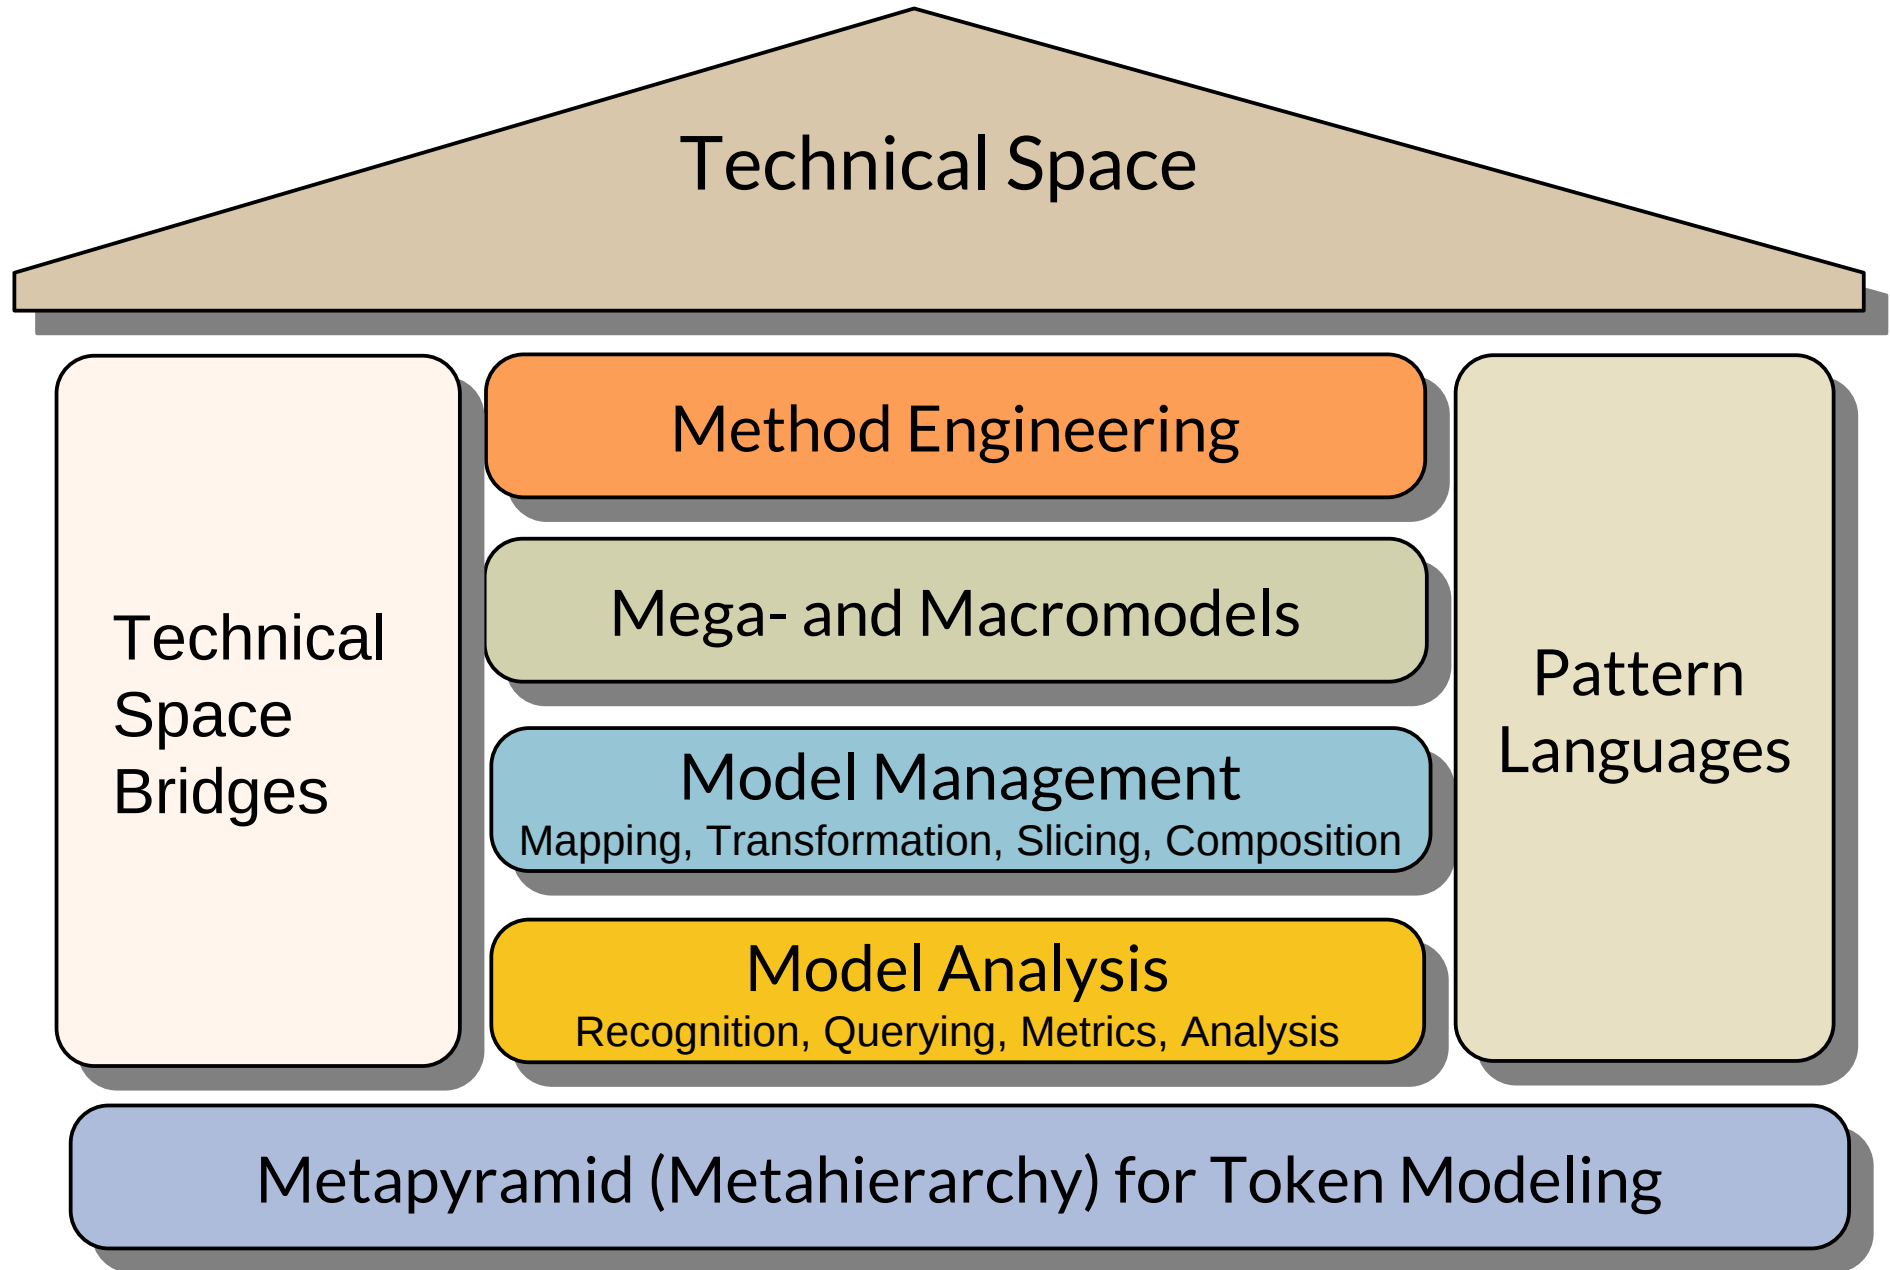 Technical Space
Technical
Space
Bridges
Method Engineering
Mega- and Macromodels
Model Management
Mapping, Transformation, Slicing, Composition
Model Analysis
Recognition, Querying, Metrics, Analysis
Pattern
Languages
Metapyramid (Metahierarchy) for Token Modeling